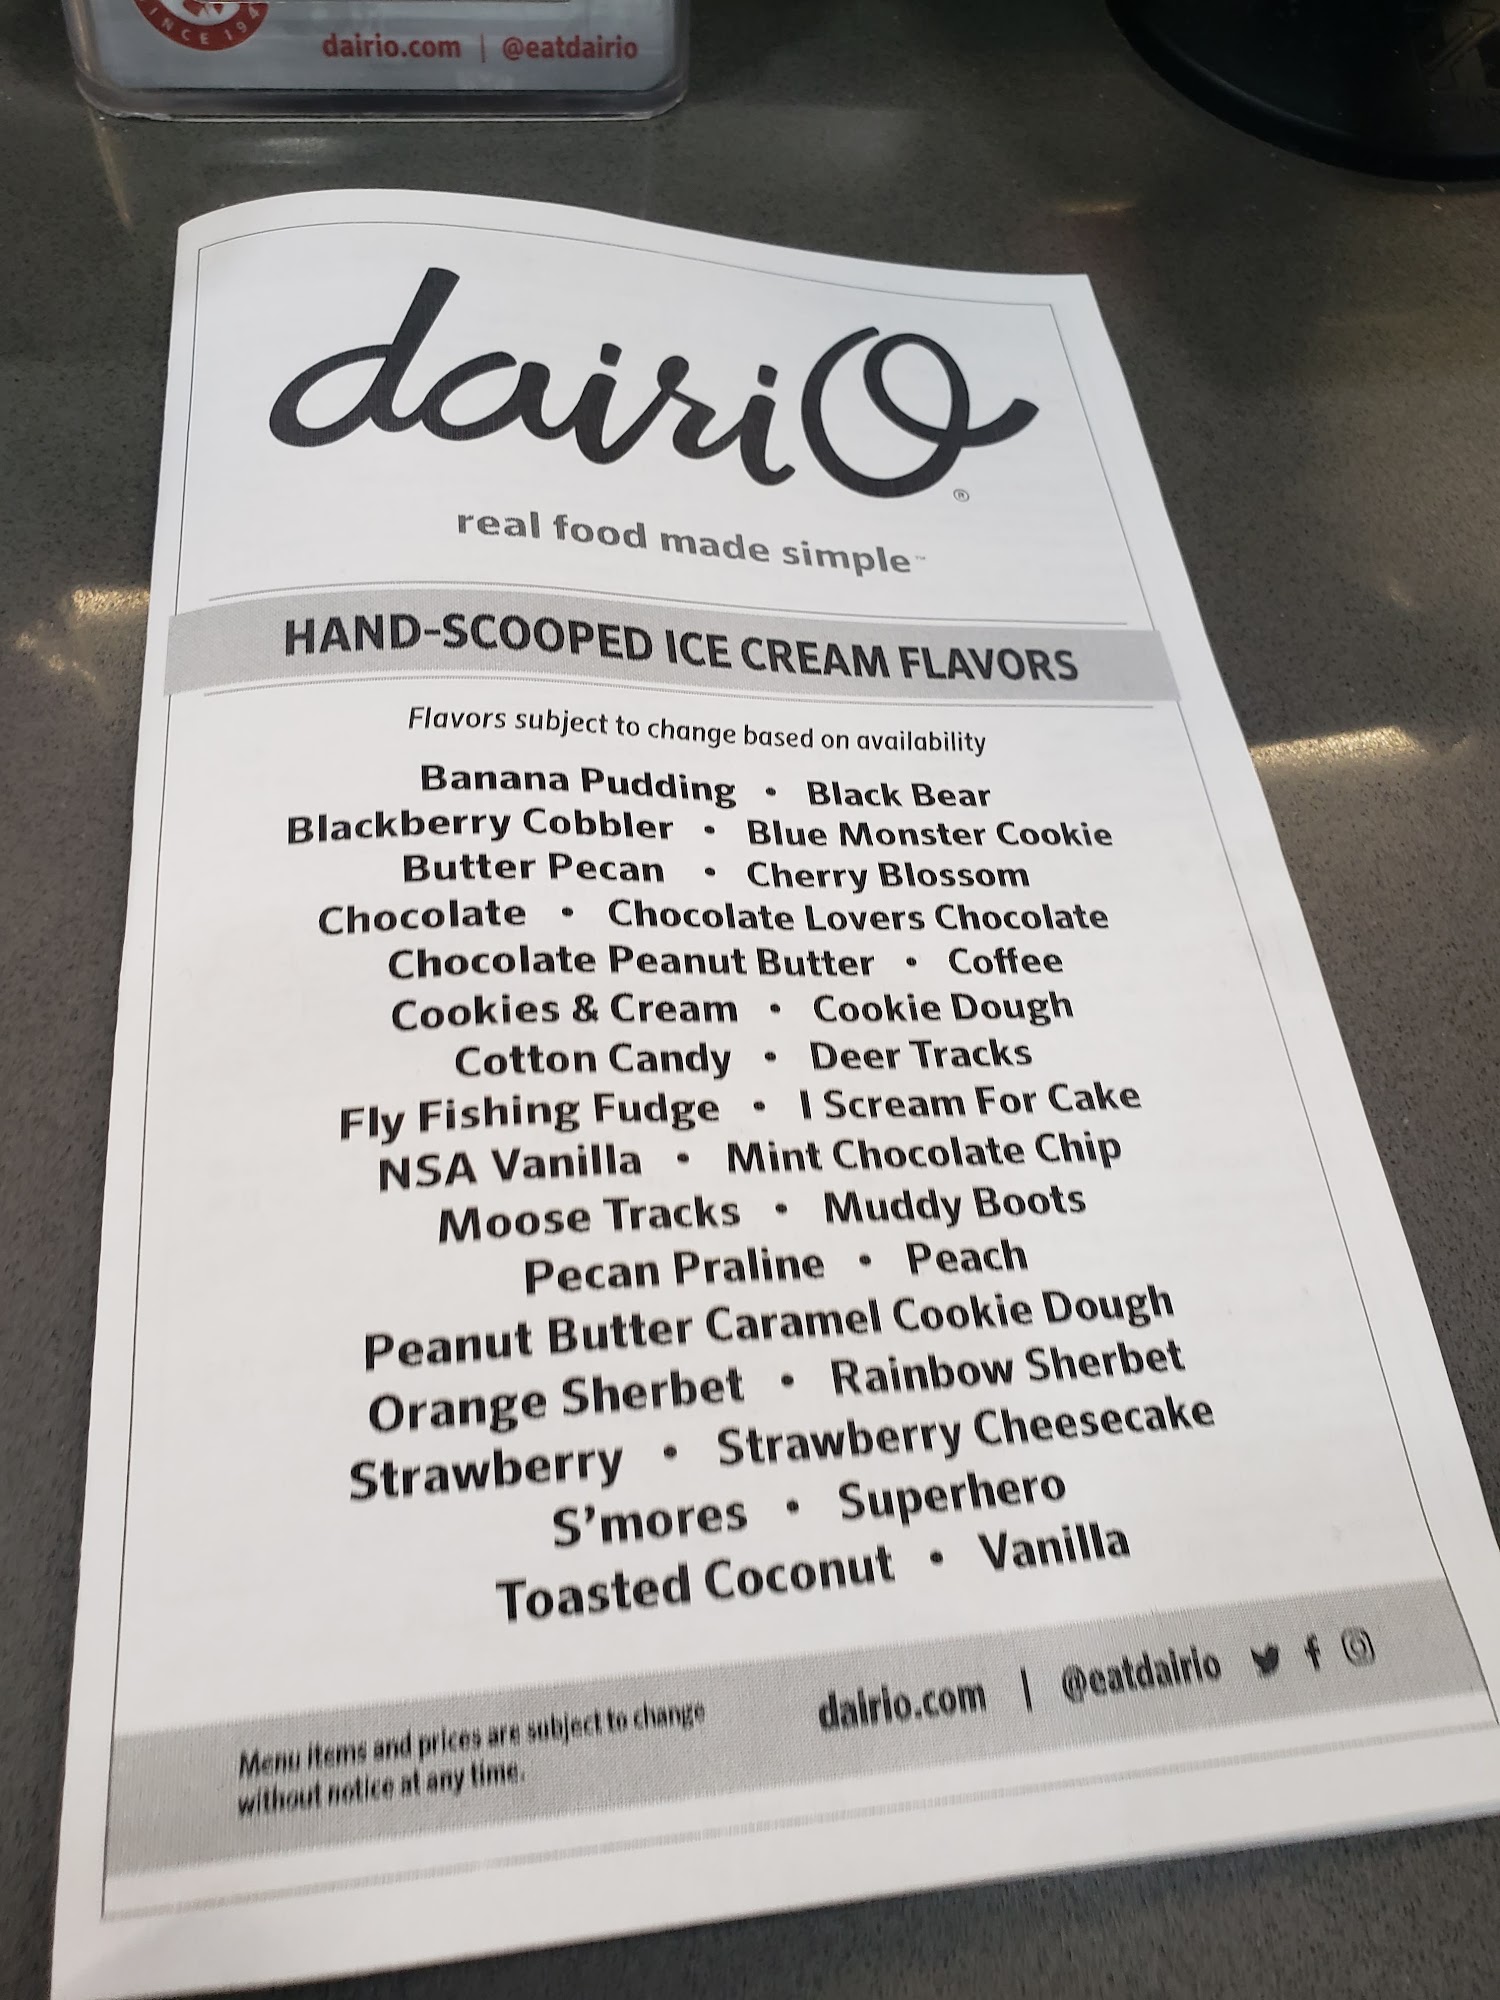 SINCE 194
dairio.com | @eatdairio
dairiO®
real food made simple™
HAND-SCOOPED ICE CREAM FLAVORS
Flavors subject to change based on availability
Banana Pudding • Black Bear
Blackberry Cobbler • Blue Monster Cookie
Butter Pecan • Cherry Blossom
Chocolate • Chocolate Lovers Chocolate
Chocolate Peanut Butter • Coffee
Cookies & Cream • Cookie Dough
Cotton Candy • Deer Tracks
Fly Fishing Fudge • I Scream For Cake
NSA Vanilla • Mint Chocolate Chip
Moose Tracks • Muddy Boots
Pecan Praline • Peach
Peanut Butter Caramel Cookie Dough
Orange Sherbet • Rainbow Sherbet
Strawberry • Strawberry Cheesecake
S'mores • Superhero
Toasted Coconut • Vanilla
dairio.com | @eatdairio
Menu items and prices are subject to change
without notice at any time.